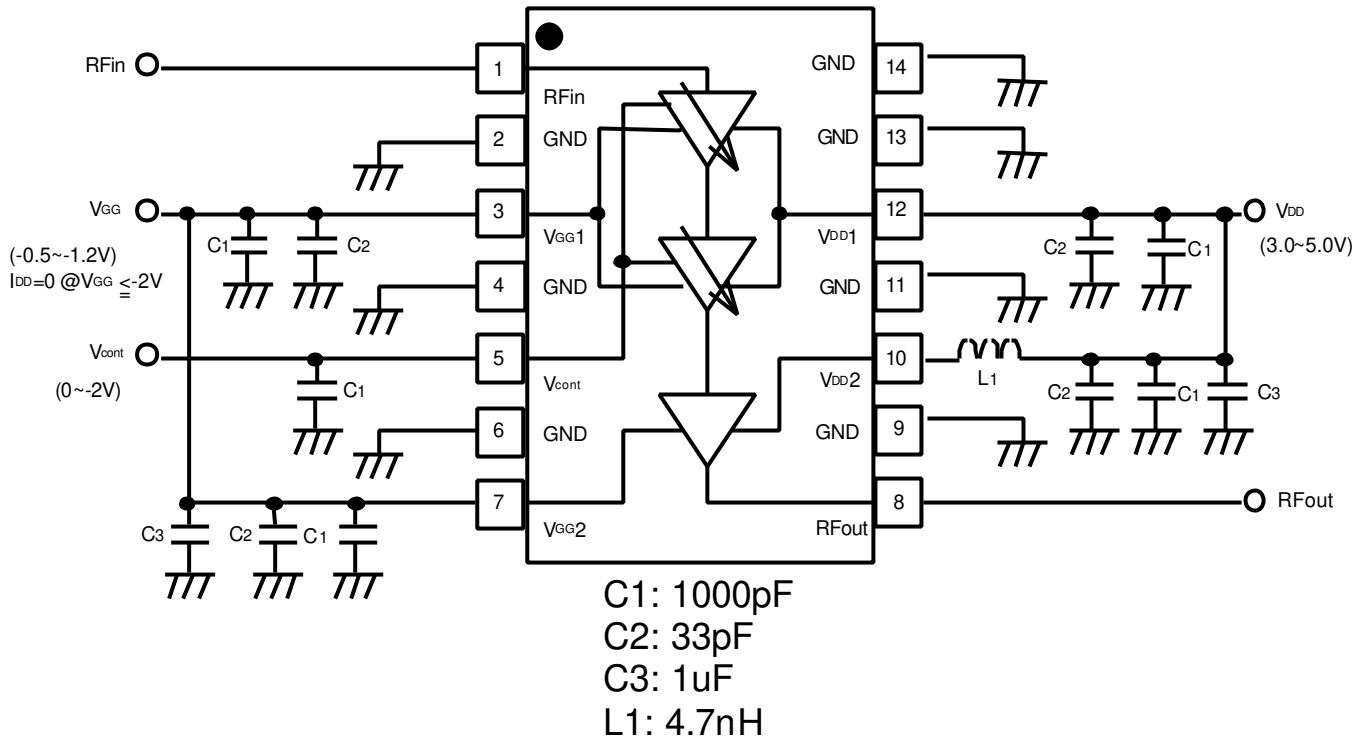 RFin
1
RFin
GND
14
2
GND
GND
13
VGG
3
VGG1
VDD1
12
VDD
(-0.5~-1.2V)
IDD=0 @VGG ≦-2V
C1
C2
C2
C1
(3.0~5.0V)
4
GND
GND
11
Vcont
5
Vcont
VDD2
10
L1
(0~-2V)
C1
C2
C1
C3
6
GND
GND
9
7
VGG2
RFout
8
RFout
C3
C2
C1
C1: 1000pF
C2: 33pF
C3: 1uF
L1: 4.7nH